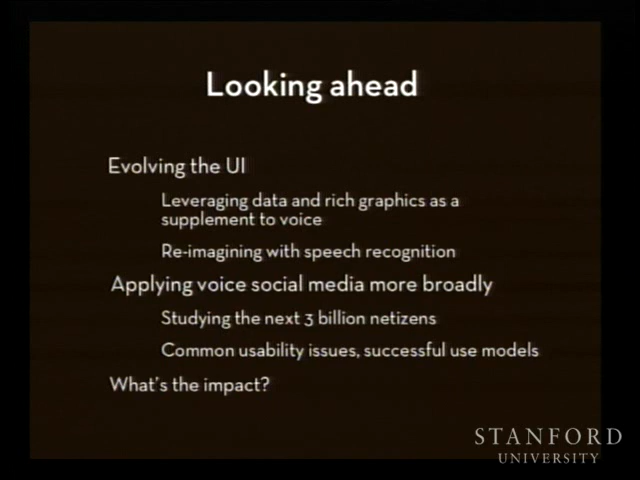 Looking ahead
Evolving the UI
Leveraging data and rich graphics as a
supplement to voice
Re-imagining with speech recognition
Applying voice social media more broadly
Studying the next 3 billion netizens
Common usability issues, successful use models
What's the impact?
STANFORD
UNIVERSITY